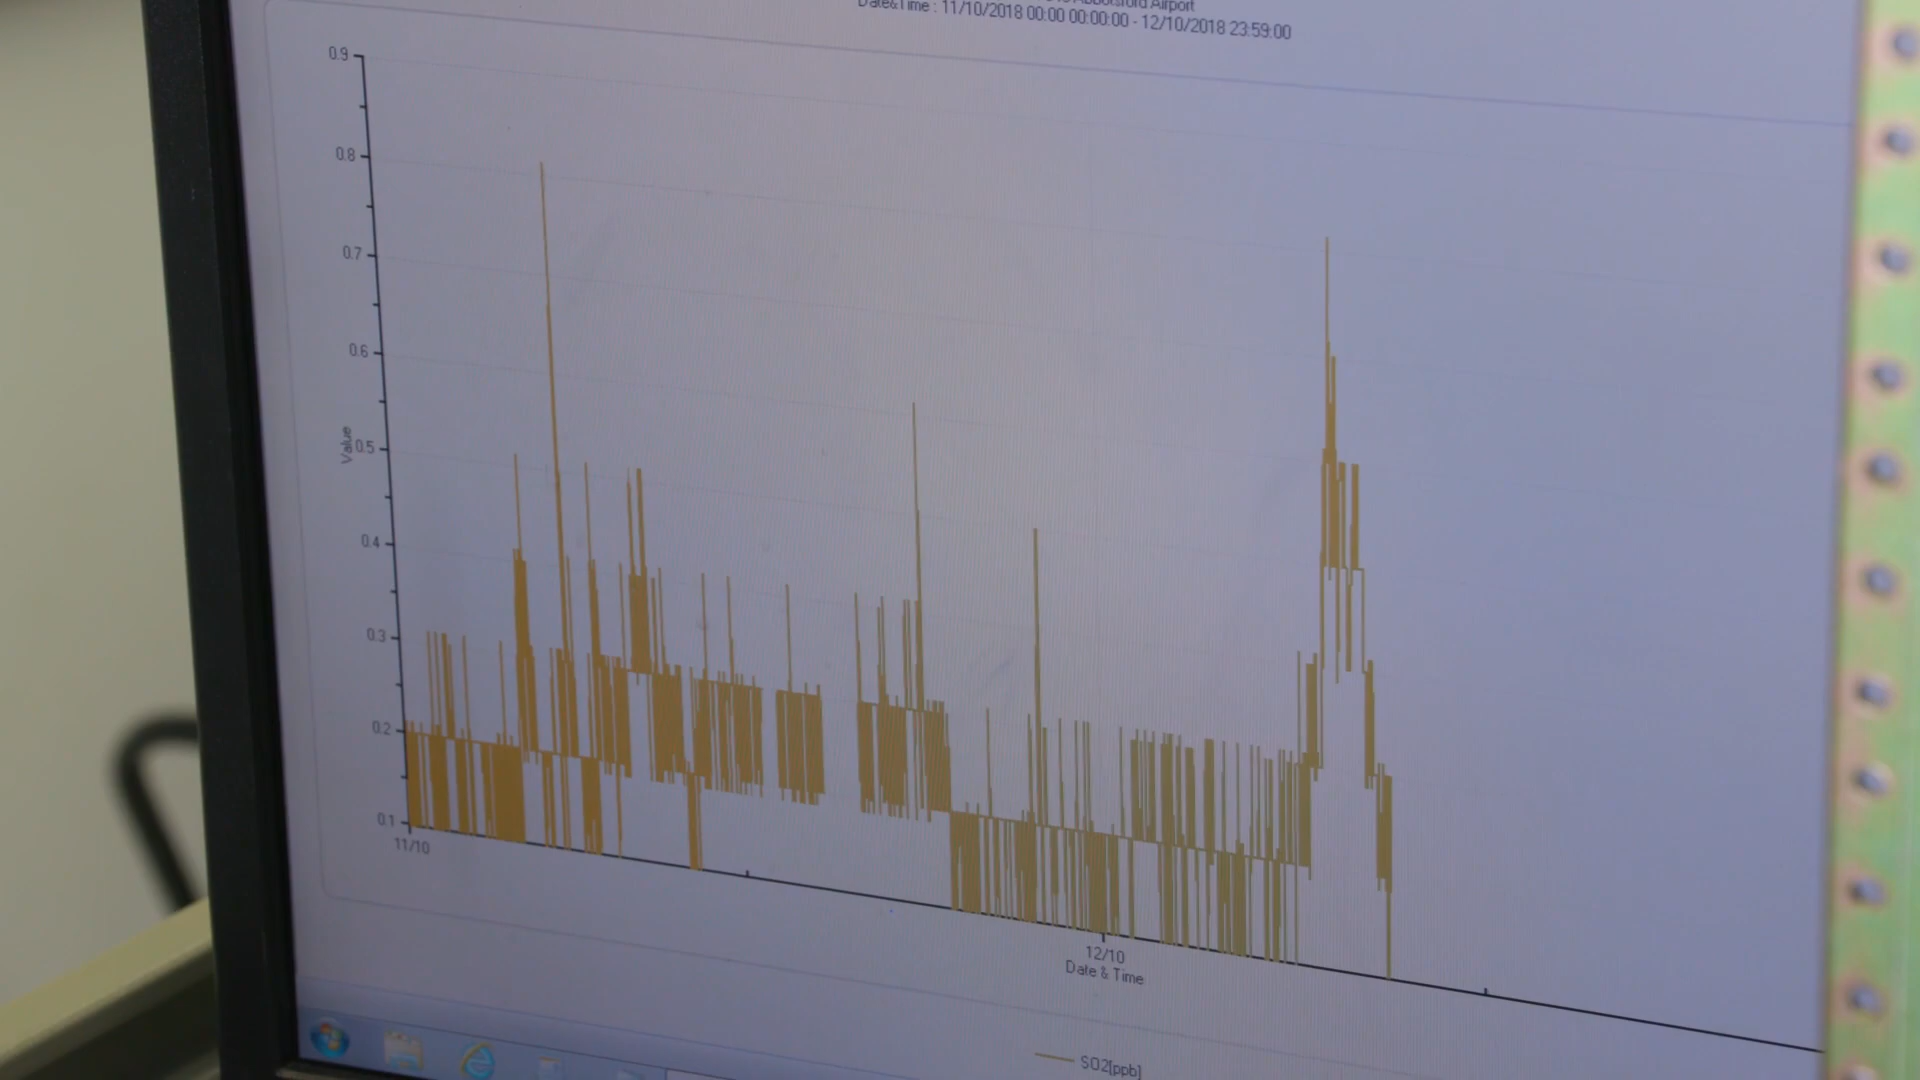 Abbotsford Airport
Date&Time : 11/10/2018 00:00 00:00:00 - 12/10/2018 23:59:00
0.9
0.8
0.7
0.6
0.5
0.4
0.3
0.2
0.1
Value
11/10
12/10
Date & Time
SO2[ppb]